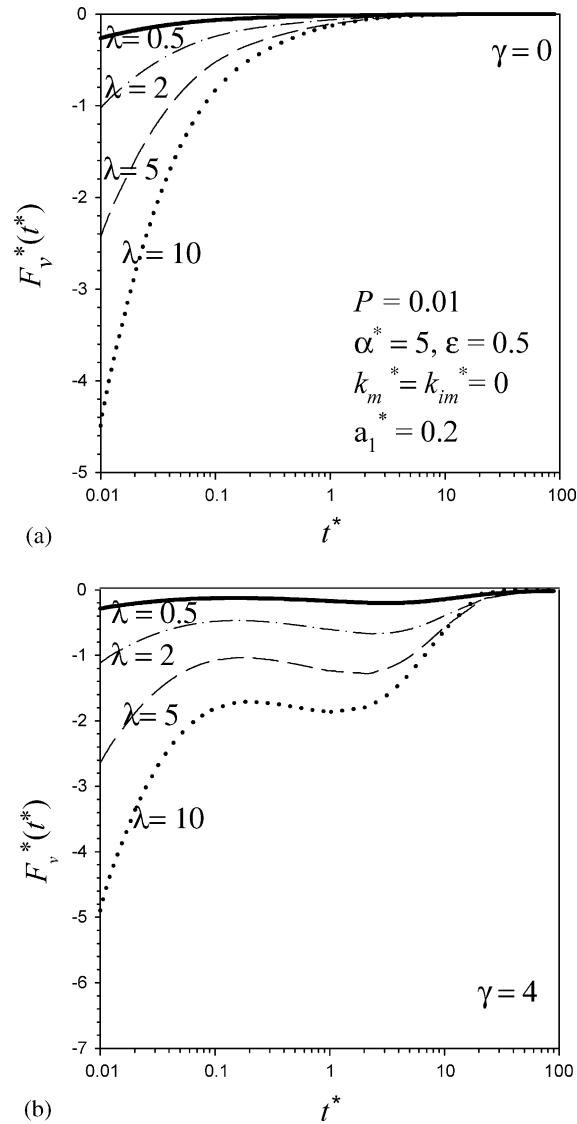 0
λ = 0.5
γ = 0
λ = 2
-1
λ = 5
-2
λ = 10
F_v^*(t^*)
-3
P = 0.01
α^* = 5, ε = 0.5
-4
k_m^* = k_im^* = 0
a_1^* = 0.2
-5
0.01 0.1 1 10 100
t^*
(a)
0
λ = 0.5
-1
λ = 2
-2
λ = 5
-3
λ = 10
F_v^*(t^*)
-4
-5
-6
γ = 4
-7
0.01 0.1 1 10 100
t^*
(b)